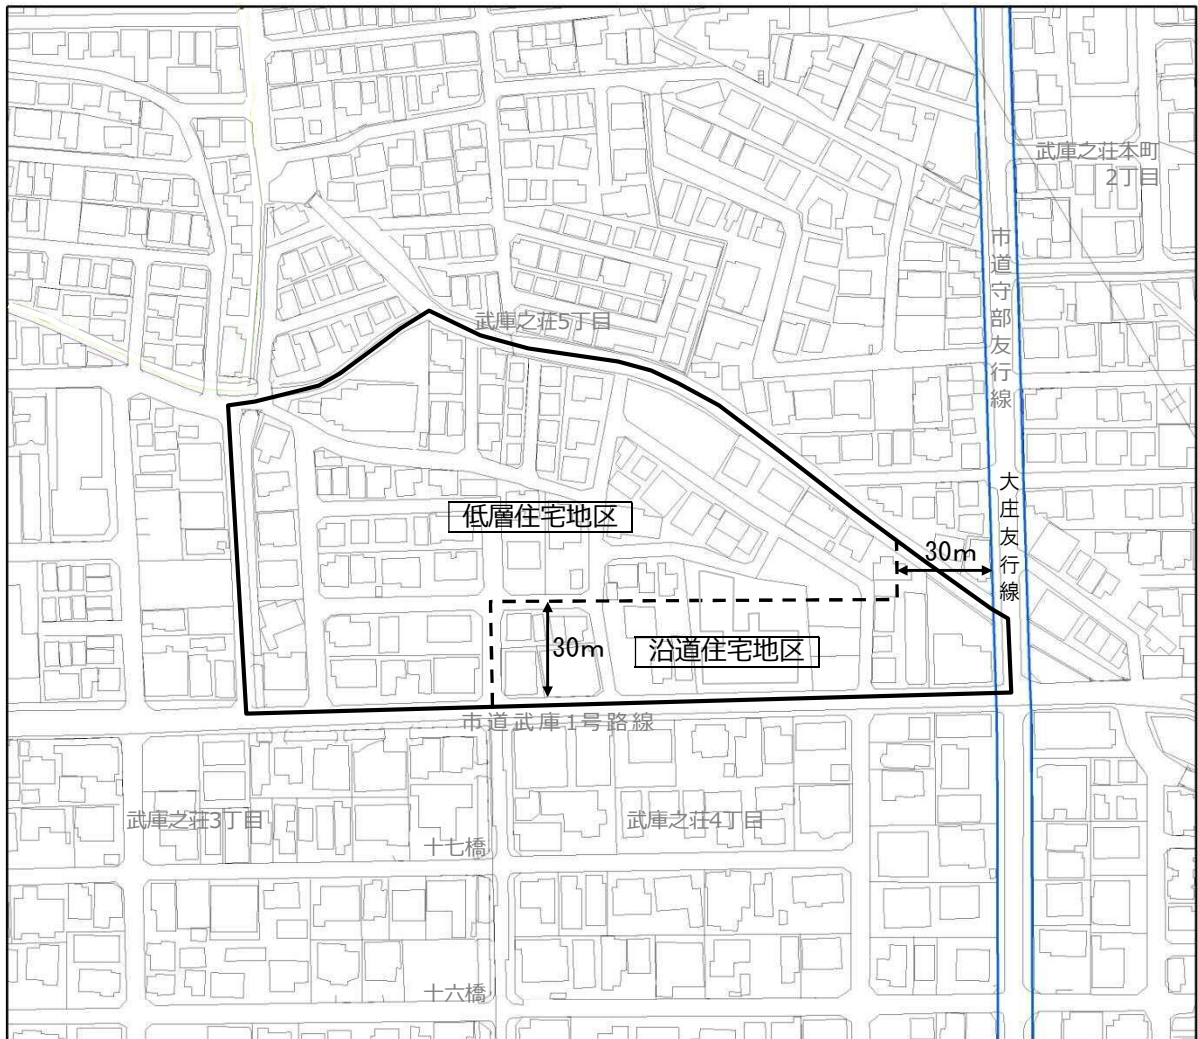 武庫之荘本町
2丁目
市道守部友行線
武庫之荘5丁目
大庄友行線
低層住宅地区
30m
30m
沿道住宅地区
市道武庫1号路線
武庫之荘3丁目
武庫之荘4丁目
十七橋
十六橋